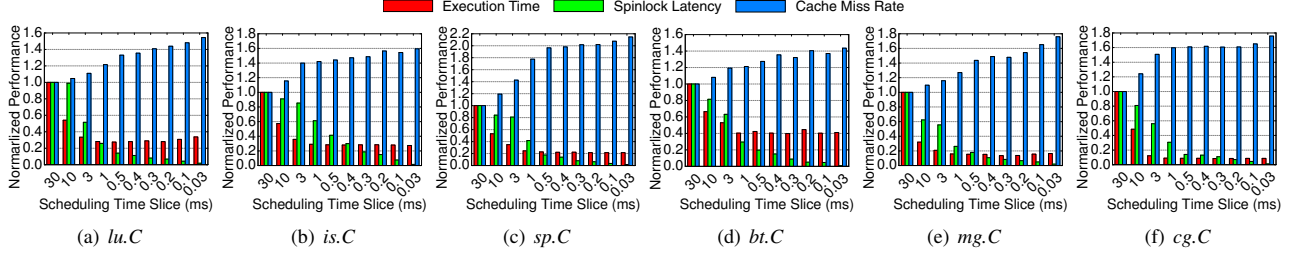 Execution Time Spinlock Latency Cache Miss Rate
Normarlized Performance
1.6
1.4
1.2
1.0
0.8
0.6
0.4
0.2
0.0
30 10 3 1 0.5 0.4 0.3 0.2 0.1 0.03
Scheduling Time Slice (ms)
(a) lu.C
Normarlized Performance
1.8
1.6
1.4
1.2
1.0
0.8
0.6
0.4
0.2
0.0
30 10 3 1 0.5 0.4 0.3 0.2 0.1 0.03
Scheduling Time Slice (ms)
(b) is.C
Normarlized Performance
2.2
2.0
1.8
1.6
1.4
1.2
1.0
0.8
0.6
0.4
0.2
0.0
30 10 3 1 0.5 0.4 0.3 0.2 0.1 0.03
Scheduling Time Slice (ms)
(c) sp.C
Normarlized Performance
1.6
1.4
1.2
1.0
0.8
0.6
0.4
0.2
0.0
30 10 3 1 0.5 0.4 0.3 0.2 0.1 0.03
Scheduling Time Slice (ms)
(d) bt.C
Normarlized Performance
1.8
1.6
1.4
1.2
1.0
0.8
0.6
0.4
0.2
0.0
30 10 3 1 0.5 0.4 0.3 0.2 0.1 0.03
Scheduling Time Slice (ms)
(e) mg.C
Normarlized Performance
1.8
1.6
1.4
1.2
1.0
0.8
0.6
0.4
0.2
0.0
30 10 3 1 0.5 0.4 0.3 0.2 0.1 0.03
Scheduling Time Slice (ms)
(f) cg.C